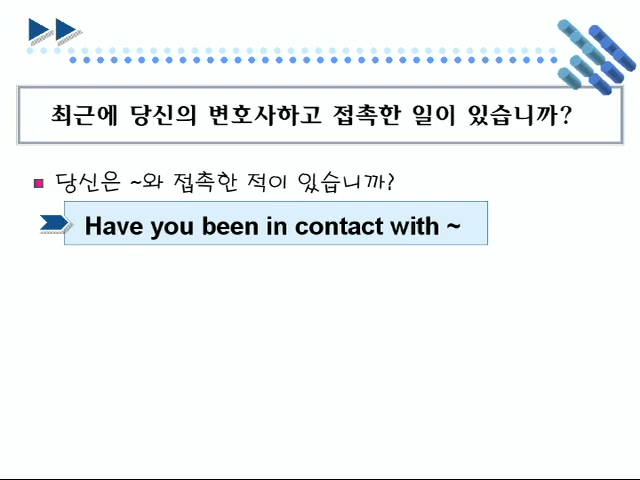 최근에 당신의 변호사하고 접촉한 일이 있습니까?
당신은 ~와 접촉한 적이 있습니까?
Have you been in contact with ~